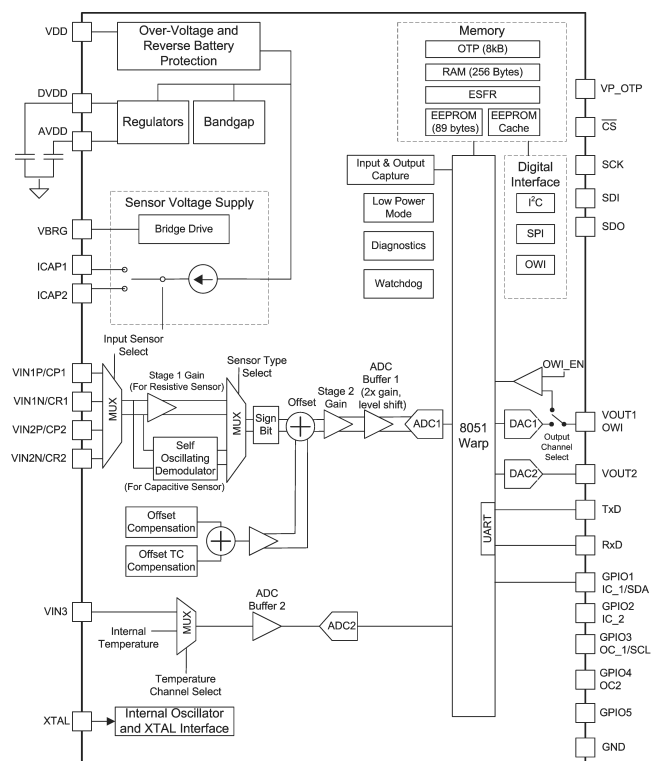 VDD
Over-Voltage and
Reverse Battery
Protection
DVDD
AVDD
Regulators
Bandgap
Sensor Voltage Supply
VBRG
Bridge Drive
ICAP1
ICAP2
Input Sensor
Select
Memory
OTP (8kB)
RAM (256 Bytes)
ESFR
EEPROM
(89 bytes)
EEPROM
Cache
Input & Output
Capture
Low Power
Mode
Diagnostics
Watchdog
Digital
Interface
I²C
SPI
OWI
VP_OTP
CS
SCK
SDI
SDO
VIN1P/CP1
VIN1N/CR1
VIN2P/CP2
VIN2N/CR2
MUX
Stage 1 Gain
(For Resistive Sensor)
Self
Oscillating
Demodulator
(For Capacitive Sensor)
Sensor Type
Select
MUX
Sign
Bit
Offset
Stage 2
Gain
ADC
Buffer 1
(2x gain,
level shift)
ADC1
8051
Warp
OWI_EN
DAC1
Output
Channel
Select
VOUT1
OWI
DAC2
VOUT2
UART
TxD
RxD
Offset
Compensation
Offset TC
Compensation
VIN3
Internal
Temperature
MUX
Temperature
Channel Select
ADC
Buffer 2
ADC2
GPIO1
IC_1/SDA
GPIO2
IC_2
GPIO3
OC_1/SCL
GPIO4
OC2
GPIO5
GND
XTAL
Internal Oscillator
and XTAL Interface